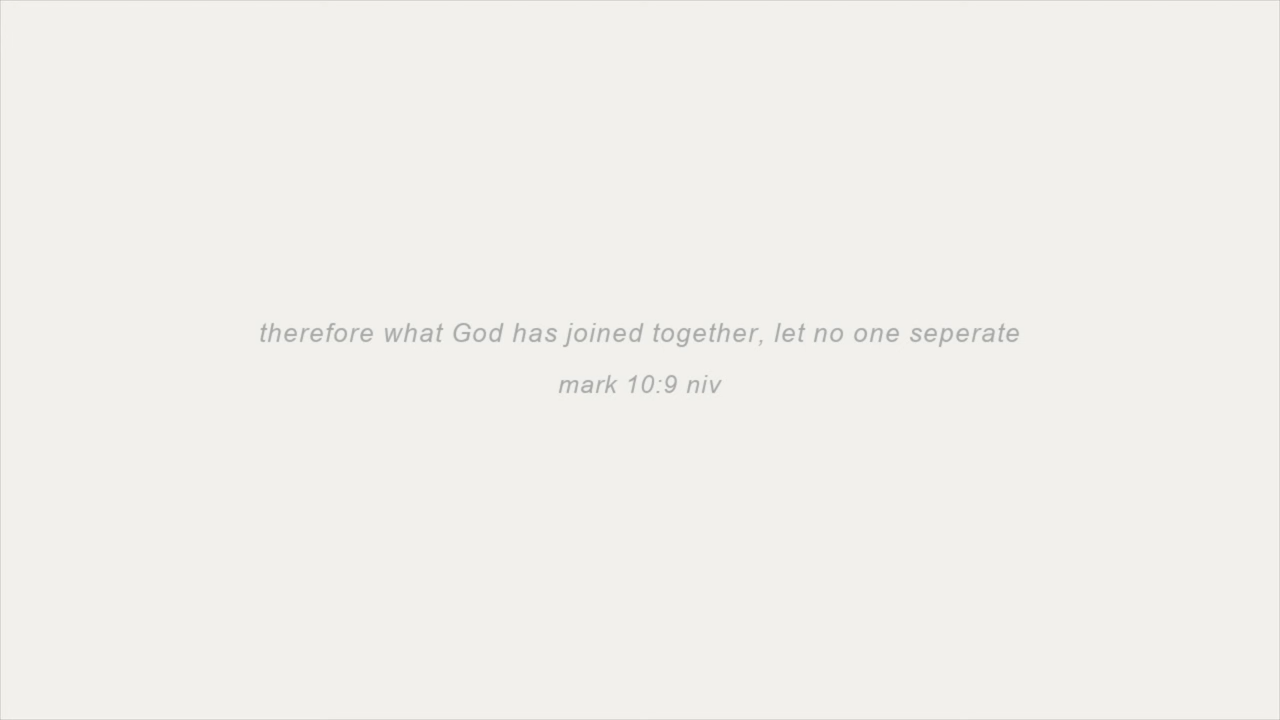 therefore what God has joined together, let no one seperate
mark 10:9 niv